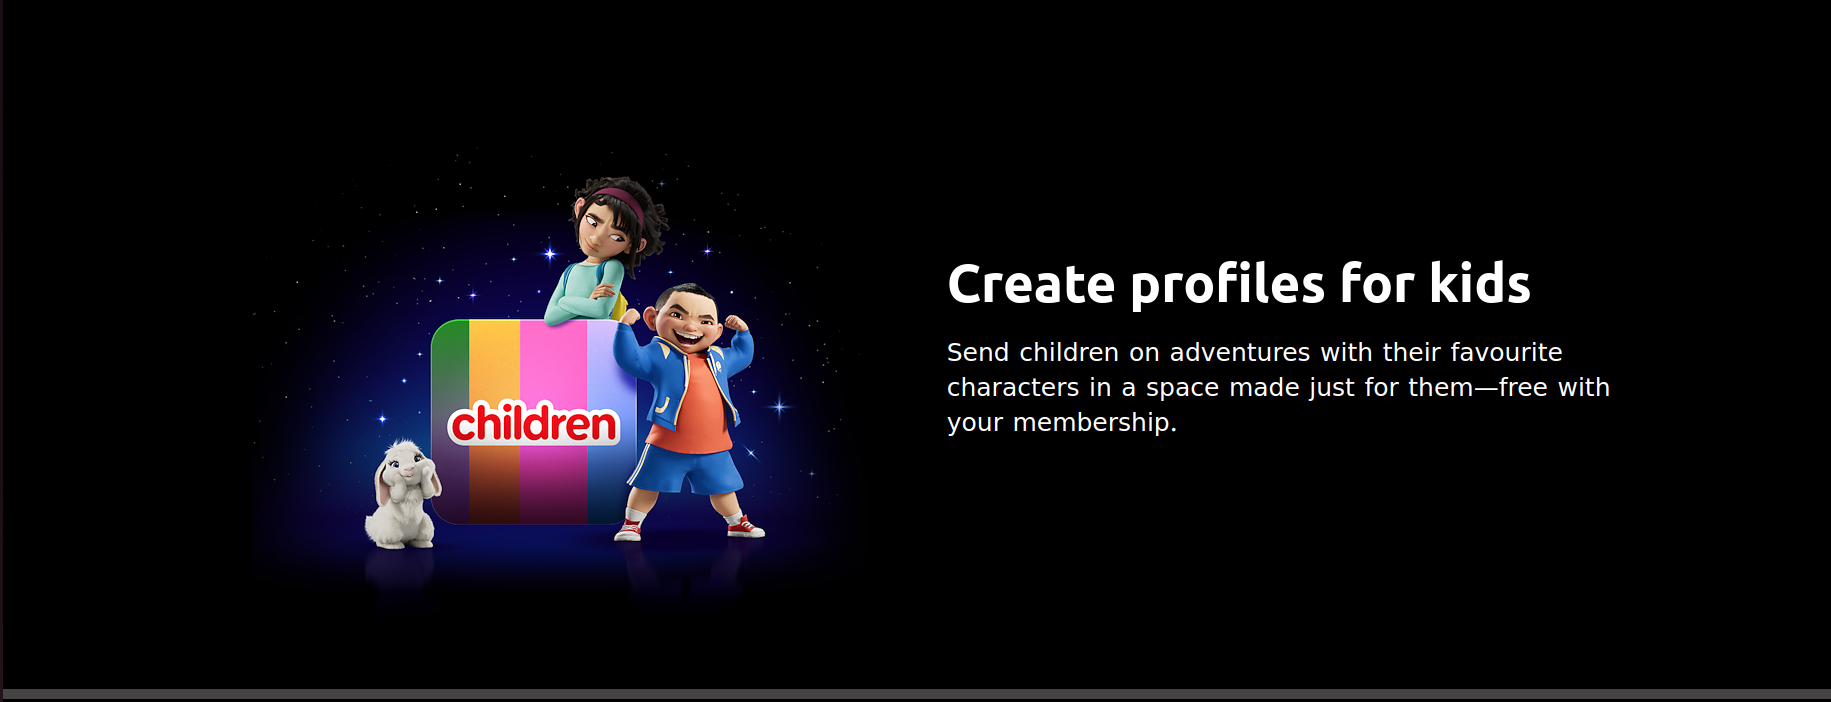 children
Create profiles for kids
Send children on adventures with their favourite
characters in a space made just for them—free with
your membership.